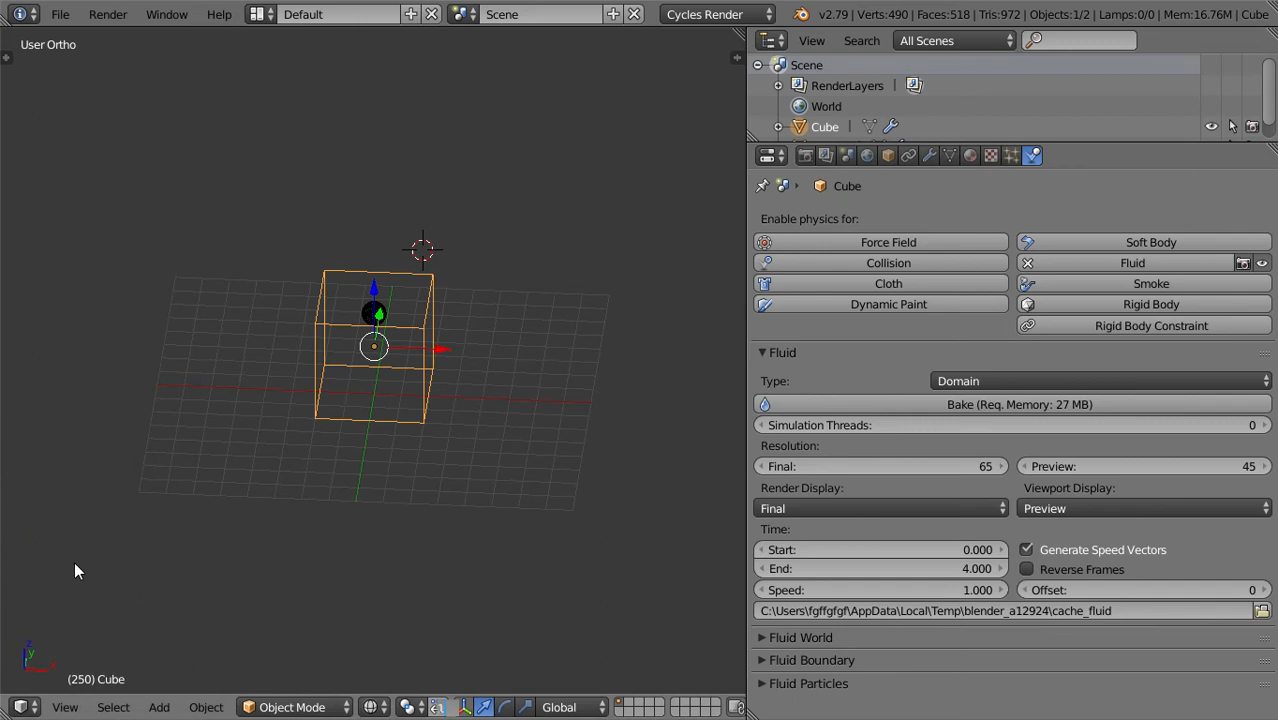 File Render Window Help Default Scene Cycles Render v2.79 | Verts:490 | Faces:518 | Tris:972 | Objects:1/2 | Lamps:0/0 | Mem:16.76M | Cube
User Ortho
View Search All Scenes
Scene
RenderLayers |
World
Cube |
Cube
Enable physics for:
Force Field Soft Body
Collision Fluid
Cloth Smoke
Dynamic Paint Rigid Body
Rigid Body Constraint
Fluid
Type: Domain
Bake (Req. Memory: 27 MB)
Simulation Threads: 0
Resolution:
Final: 65 Preview: 45
Render Display: Viewport Display:
Final Preview
Time:
Start: 0.000 Generate Speed Vectors
End: 4.000 Reverse Frames
Speed: 1.000 Offset: 0
C:\Users\fgffgfgf\AppData\Local\Temp\blender_a12924\cache_fluid
Fluid World
Fluid Boundary
Fluid Particles
z
y
x
(250) Cube
View Select Add Object Object Mode Global